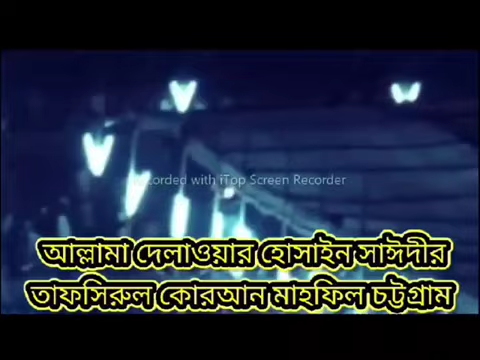 Recorded with iTop Screen Recorder
আল্লামা দেলাওয়ার হোসাইন সাঈদীর
তাফসিরুল কোরআন মাহফিল চট্টগ্রাম